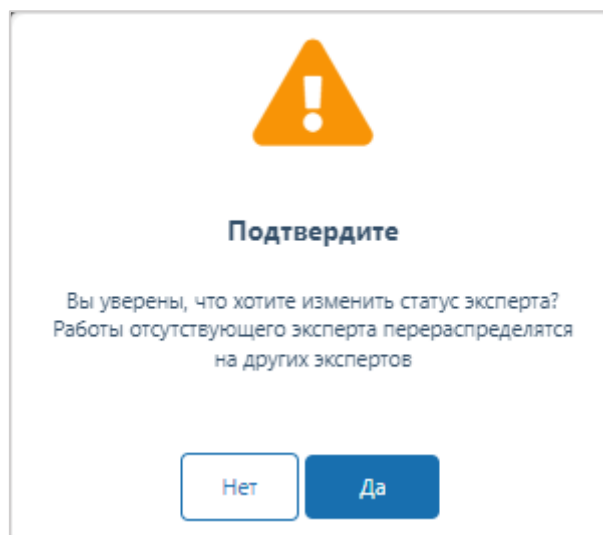 Подтвердите
Вы уверены, что хотите изменить статус эксперта?
Работы отсутствующего эксперта перераспределятся
на других экспертов
Нет
Да